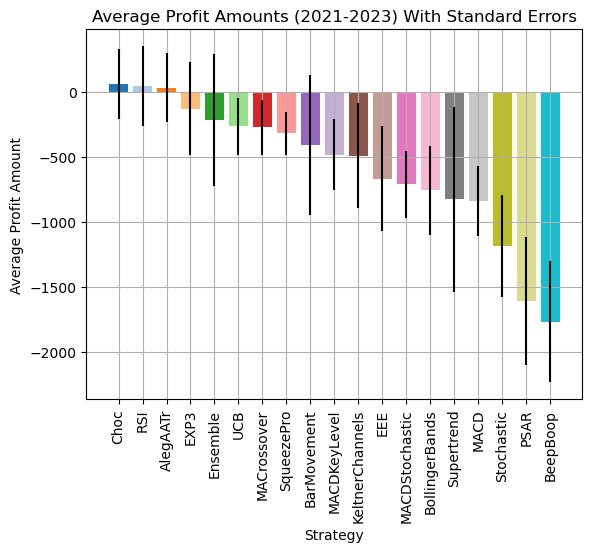 Average Profit Amounts (2021-2023) With Standard Errors
Average Profit Amount
0
−500
−1000
−1500
−2000
Choc
RSI
AlegAATr
EXP3
Ensemble
UCB
MACrossover
SqueezePro
BarMovement
MACDKeyLevel
KeltnerChannels
EEE
MACDStochastic
BollingerBands
Supertrend
MACD
Stochastic
PSAR
BeepBoop
Strategy